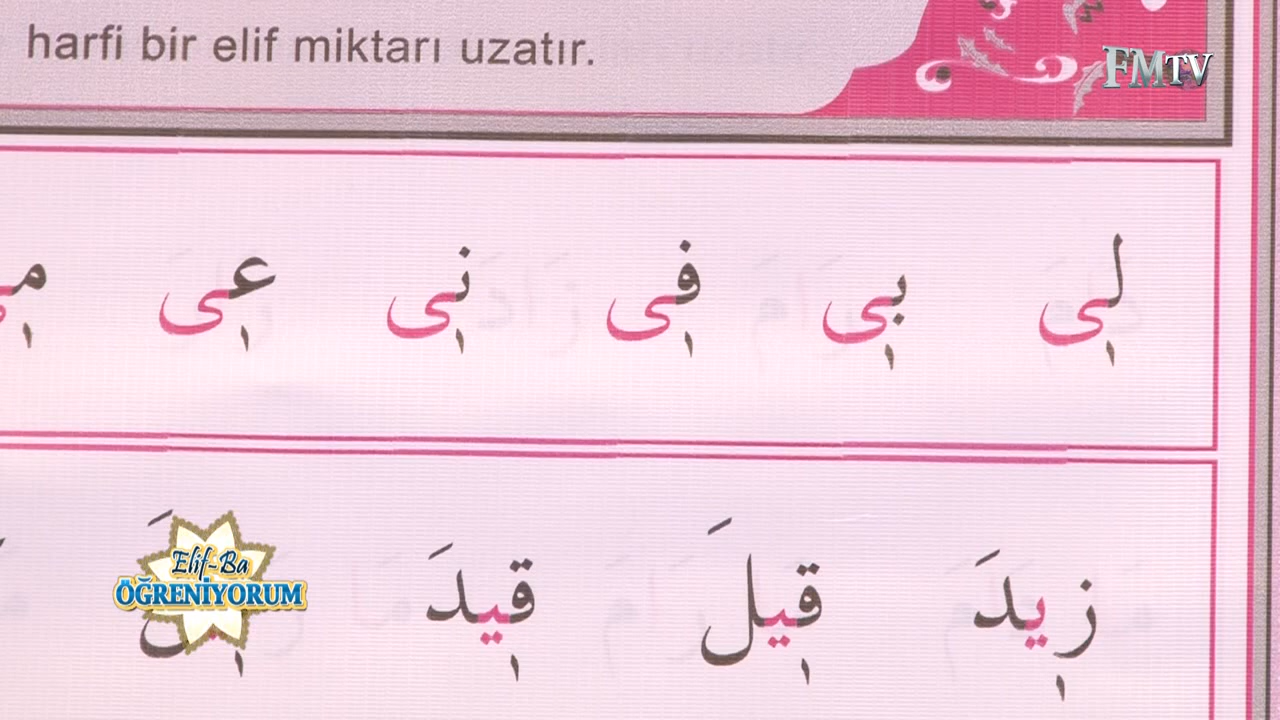 harfi bir elif miktarı uzatır.
FMTV
لٖى بٖى فٖى نٖى عٖى مٖى
زٖيدَ قٖيلَ قٖيدَ
Elif-Ba
ÖĞRENİYORUM